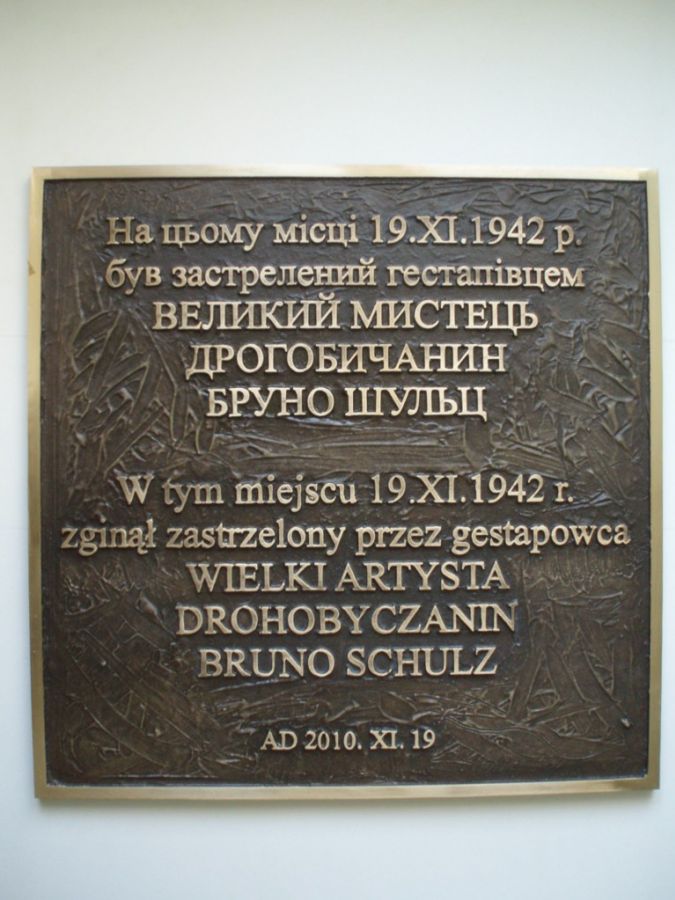 На цьому місці 19.XI.1942 р.
був застрелений гестапівцем
ВЕЛИКИЙ МИСТЕЦЬ
ДРОГОБИЧАНИН
БРУНО ШУЛЬЦ
W tym miejscu 19.XI.1942 r.
zginął zastrzelony przez gestapowca
WIELKI ARTYSTA
DROHOBYCZANIN
BRUNO SCHULZ
AD 2010. XI. 19